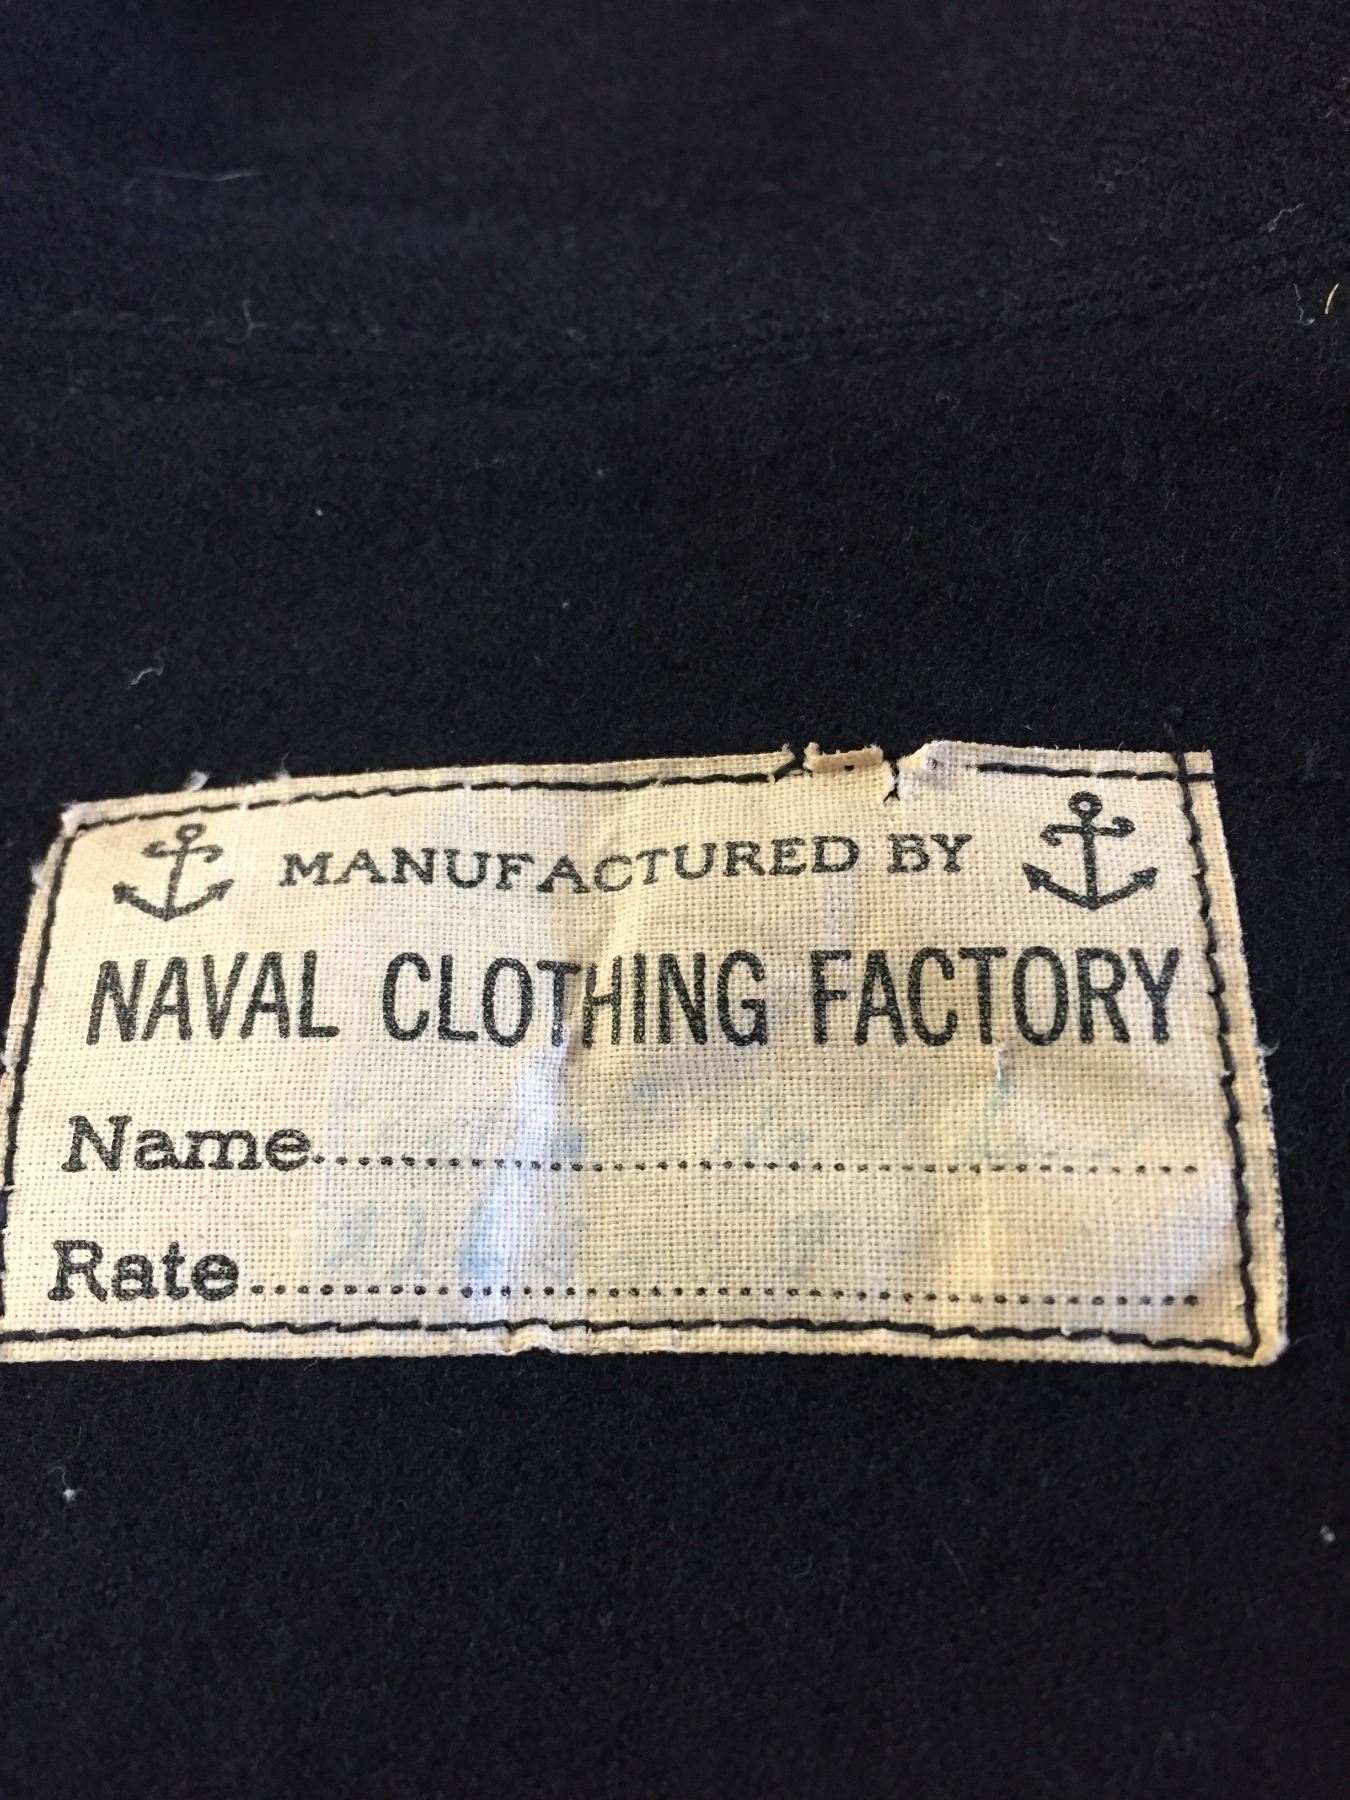 MANUFACTURED BY
NAVAL CLOTHING FACTORY
Name........................................
Rate........................................